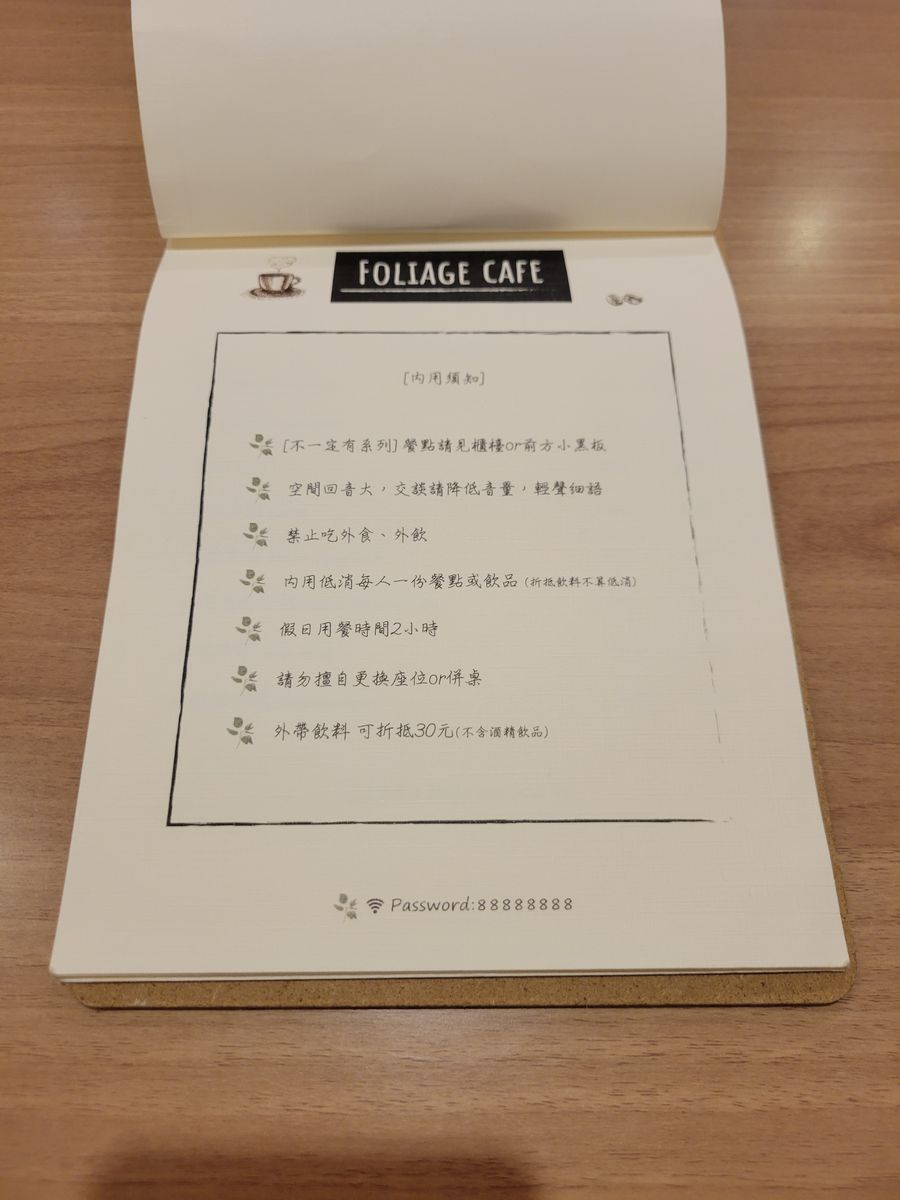 FOLIAGE CAFE
[內用須知]
[不一定有系列] 餐點請見櫃檯or前方小黑板
空間回音大，交談請降低音量，輕聲細語
禁止吃外食、外飲
內用低消每人一份餐點或飲品 (折抵飲料不算低消)
假日用餐時間2小時
請勿擅自更換座位or併桌
外帶飲料 可折抵30元(不含酒精飲品)
Password:88888888